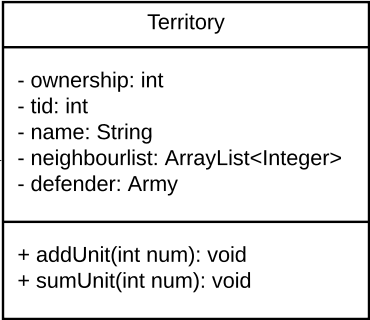 Territory
- ownership: int
- tid: int
- name: String
- neighbourlist: ArrayList<Integer>
- defender: Army
+ addUnit(int num): void
+ sumUnit(int num): void